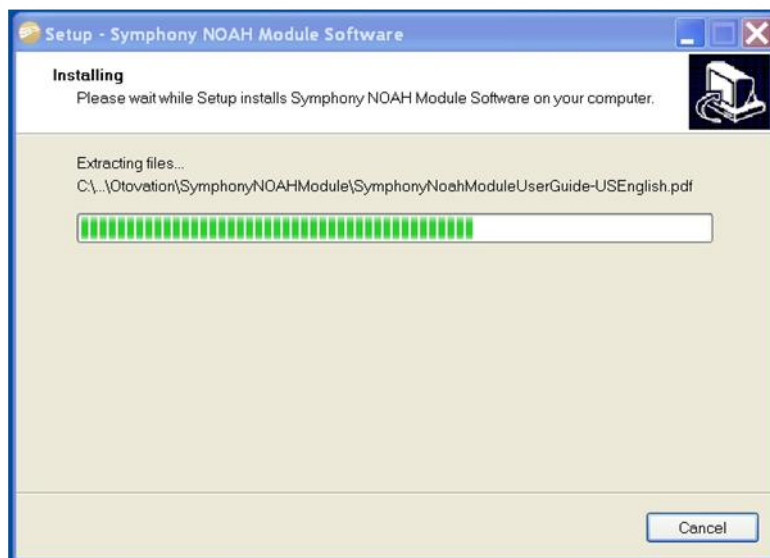 Setup - Symphony NOAH Module Software
Installing
Please wait while Setup installs Symphony NOAH Module Software on your computer.
Extracting files...
C:\...\Otovation\SymphonyNOAHModule\SymphonyNoahModuleUserGuide-USEnglish.pdf
Cancel